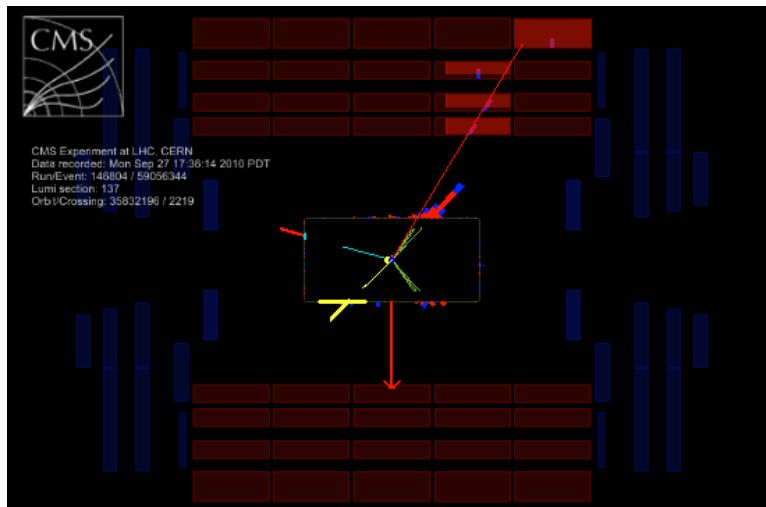 CMS
CMS Experiment at LHC, CERN
Data recorded: Mon Sep 27 17:36:14 2010 PDT
Run/Event: 146804 / 59056344
Lumi section: 137
Orbit/Crossing: 35832196 / 2219